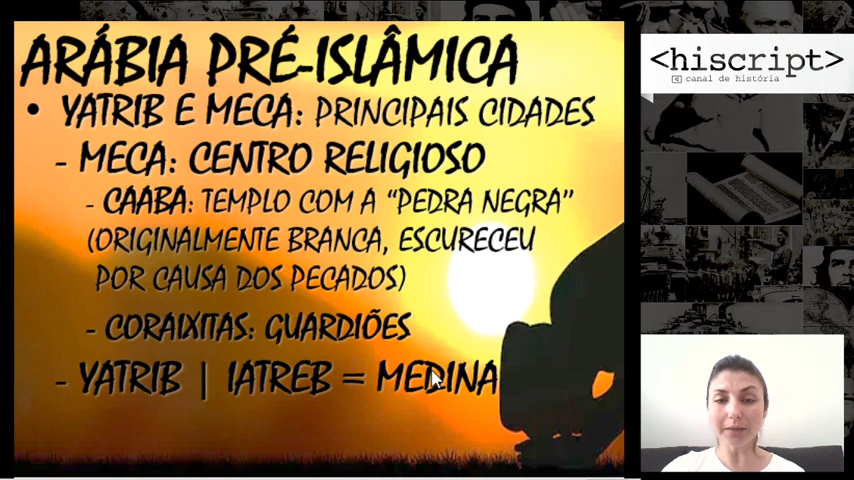 ARÁBIA PRÉ-ISLÂMICA
• YATRIB E MECA: PRINCIPAIS CIDADES
- MECA: CENTRO RELIGIOSO
- CAABA: TEMPLO COM A “PEDRA NEGRA”
(ORIGINALMENTE BRANCA, ESCURECEU
POR CAUSA DOS PECADOS)
- CORAIXITAS: GUARDIÕES
- YATRIB | IATREB = MEDINA
<hiscript>
canal de história